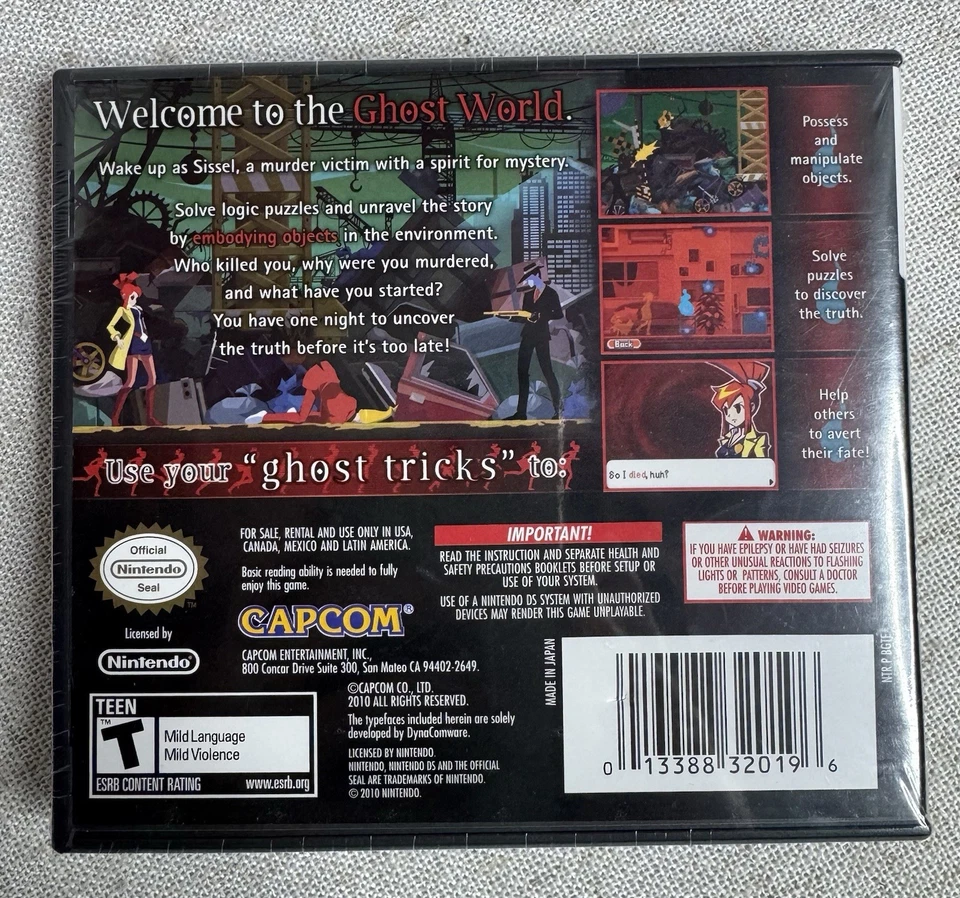 Welcome to the Ghost World.
Wake up as Sissel, a murder victim with a spirit for mystery.
Solve logic puzzles and unravel the story
by embodying objects in the environment.
Who killed you, why were you murdered,
and what have you started?
You have one night to uncover
the truth before it's too late!
Use your "ghost tricks" to:
Possess
and
manipulate
objects.
Back
Solve
puzzles
to discover
the truth.
So I died, huh?
Help
others
to avert
their fate!
Official
Nintendo
Seal
TM
Licensed by
Nintendo®
FOR SALE, RENTAL AND USE ONLY IN USA,
CANADA, MEXICO AND LATIN AMERICA.
Basic reading ability is needed to fully
enjoy this game.
CAPCOM®
CAPCOM ENTERTAINMENT, INC.,
800 Concar Drive Suite 300, San Mateo CA 94402-2649.
©CAPCOM CO., LTD.
2010 ALL RIGHTS RESERVED.
The typefaces included herein are solely
developed by DynaComware.
LICENSED BY NINTENDO.
NINTENDO, NINTENDO DS AND THE OFFICIAL
SEAL ARE TRADEMARKS OF NINTENDO.
© 2010 NINTENDO.
IMPORTANT!
READ THE INSTRUCTION AND SEPARATE HEALTH AND
SAFETY PRECAUTIONS BOOKLETS BEFORE SETUP OR
USE OF YOUR SYSTEM.
USE OF A NINTENDO DS SYSTEM WITH UNAUTHORIZED
DEVICES MAY RENDER THIS GAME UNPLAYABLE.
WARNING:
IF YOU HAVE EPILEPSY OR HAVE HAD SEIZURES
OR OTHER UNUSUAL REACTIONS TO FLASHING
LIGHTS OR PATTERNS, CONSULT A DOCTOR
BEFORE PLAYING VIDEO GAMES.
TEEN
T
TM
Mild Language
Mild Violence
ESRB CONTENT RATING www.esrb.org
MADE IN JAPAN
0 13388 32019 6